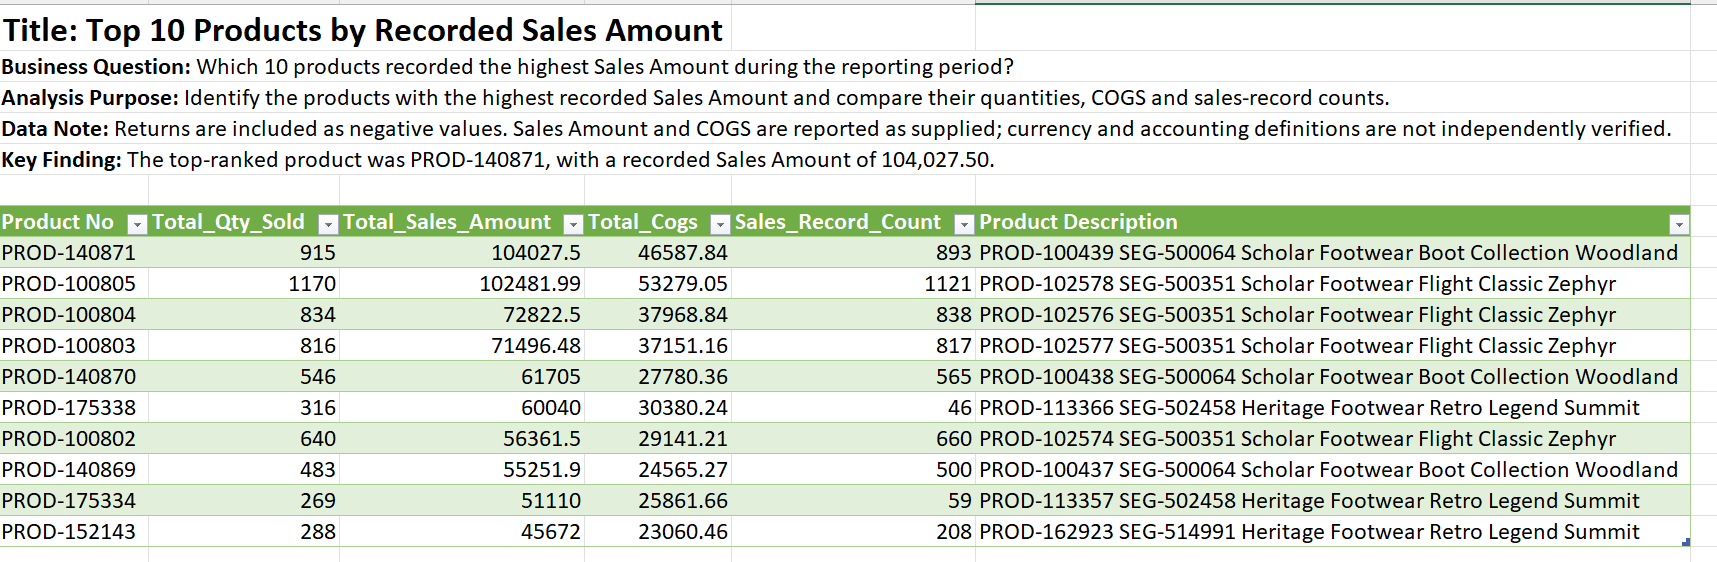 Title: Top 10 Products by Recorded Sales Amount
Business Question: Which 10 products recorded the highest Sales Amount during the reporting period?
Analysis Purpose: Identify the products with the highest recorded Sales Amount and compare their quantities, COGS and sales-record counts.
Data Note: Returns are included as negative values. Sales Amount and COGS are reported as supplied; currency and accounting definitions are not independently verified.
Key Finding: The top-ranked product was PROD-140871, with a recorded Sales Amount of 104,027.50.
Product No Total_Qty_Sold Total_Sales_Amount Total_Cogs Sales_Record_Count Product Description
PROD-140871 915 104027.5 46587.84 893 PROD-100439 SEG-500064 Scholar Footwear Boot Collection Woodland
PROD-100805 1170 102481.99 53279.05 1121 PROD-102578 SEG-500351 Scholar Footwear Flight Classic Zephyr
PROD-100804 834 72822.5 37968.84 838 PROD-102576 SEG-500351 Scholar Footwear Flight Classic Zephyr
PROD-100803 816 71496.48 37151.16 817 PROD-102577 SEG-500351 Scholar Footwear Flight Classic Zephyr
PROD-140870 546 61705 27780.36 565 PROD-100438 SEG-500064 Scholar Footwear Boot Collection Woodland
PROD-175338 316 60040 30380.24 46 PROD-113366 SEG-502458 Heritage Footwear Retro Legend Summit
PROD-100802 640 56361.5 29141.21 660 PROD-102574 SEG-500351 Scholar Footwear Flight Classic Zephyr
PROD-140869 483 55251.9 24565.27 500 PROD-100437 SEG-500064 Scholar Footwear Boot Collection Woodland
PROD-175334 269 51110 25861.66 59 PROD-113357 SEG-502458 Heritage Footwear Retro Legend Summit
PROD-152143 288 45672 23060.46 208 PROD-162923 SEG-514991 Heritage Footwear Retro Legend Summit